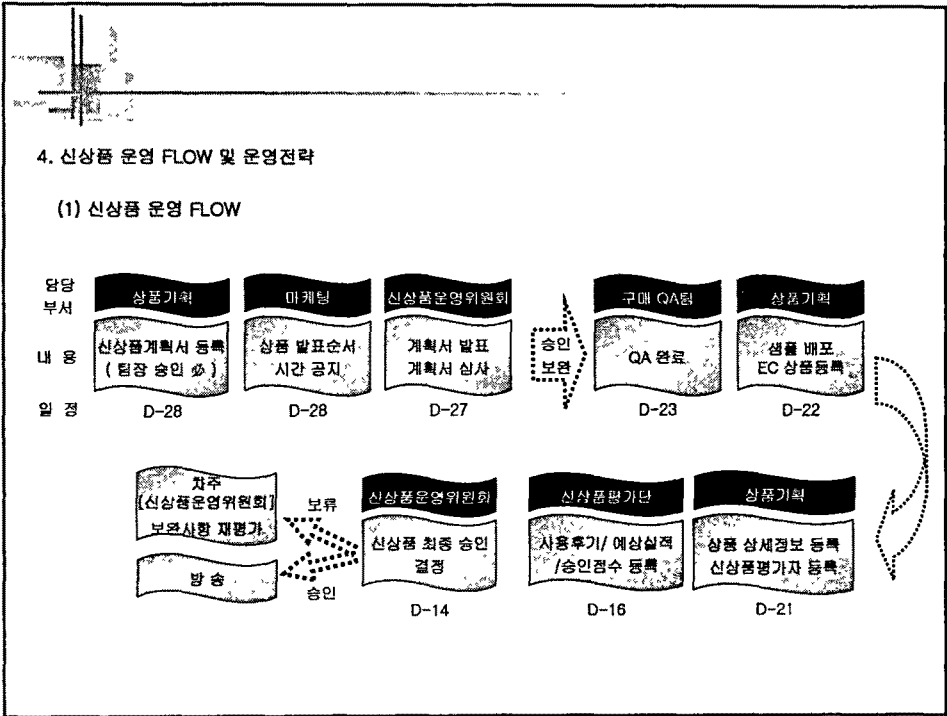 4. 신상품 운영 FLOW 및 운영전략
(1) 신상품 운영 FLOW
담당
부서
상품기획
마케팅
신상품운영위원회
구매 QA팀
상품기획
내 용
신상품계획서 등록
( 팀장 승인 必 )
상품 발표순서
시간 공지
계획서 발표
계획서 심사
승인
보완
QA 완료
샘플 배포
EC 상품등록
일 정
D-28
D-28
D-27
D-23
D-22
차주
[신상품운영위원회]
보완사항 재평가
보류
방 송
승인
신상품운영위원회
신상품 최종 승인
결정
D-14
신상품평가단
사용후기/ 예상실적
/승인점수 등록
D-16
상품기획
상품 상세정보 등록
신상품평가자 등록
D-21